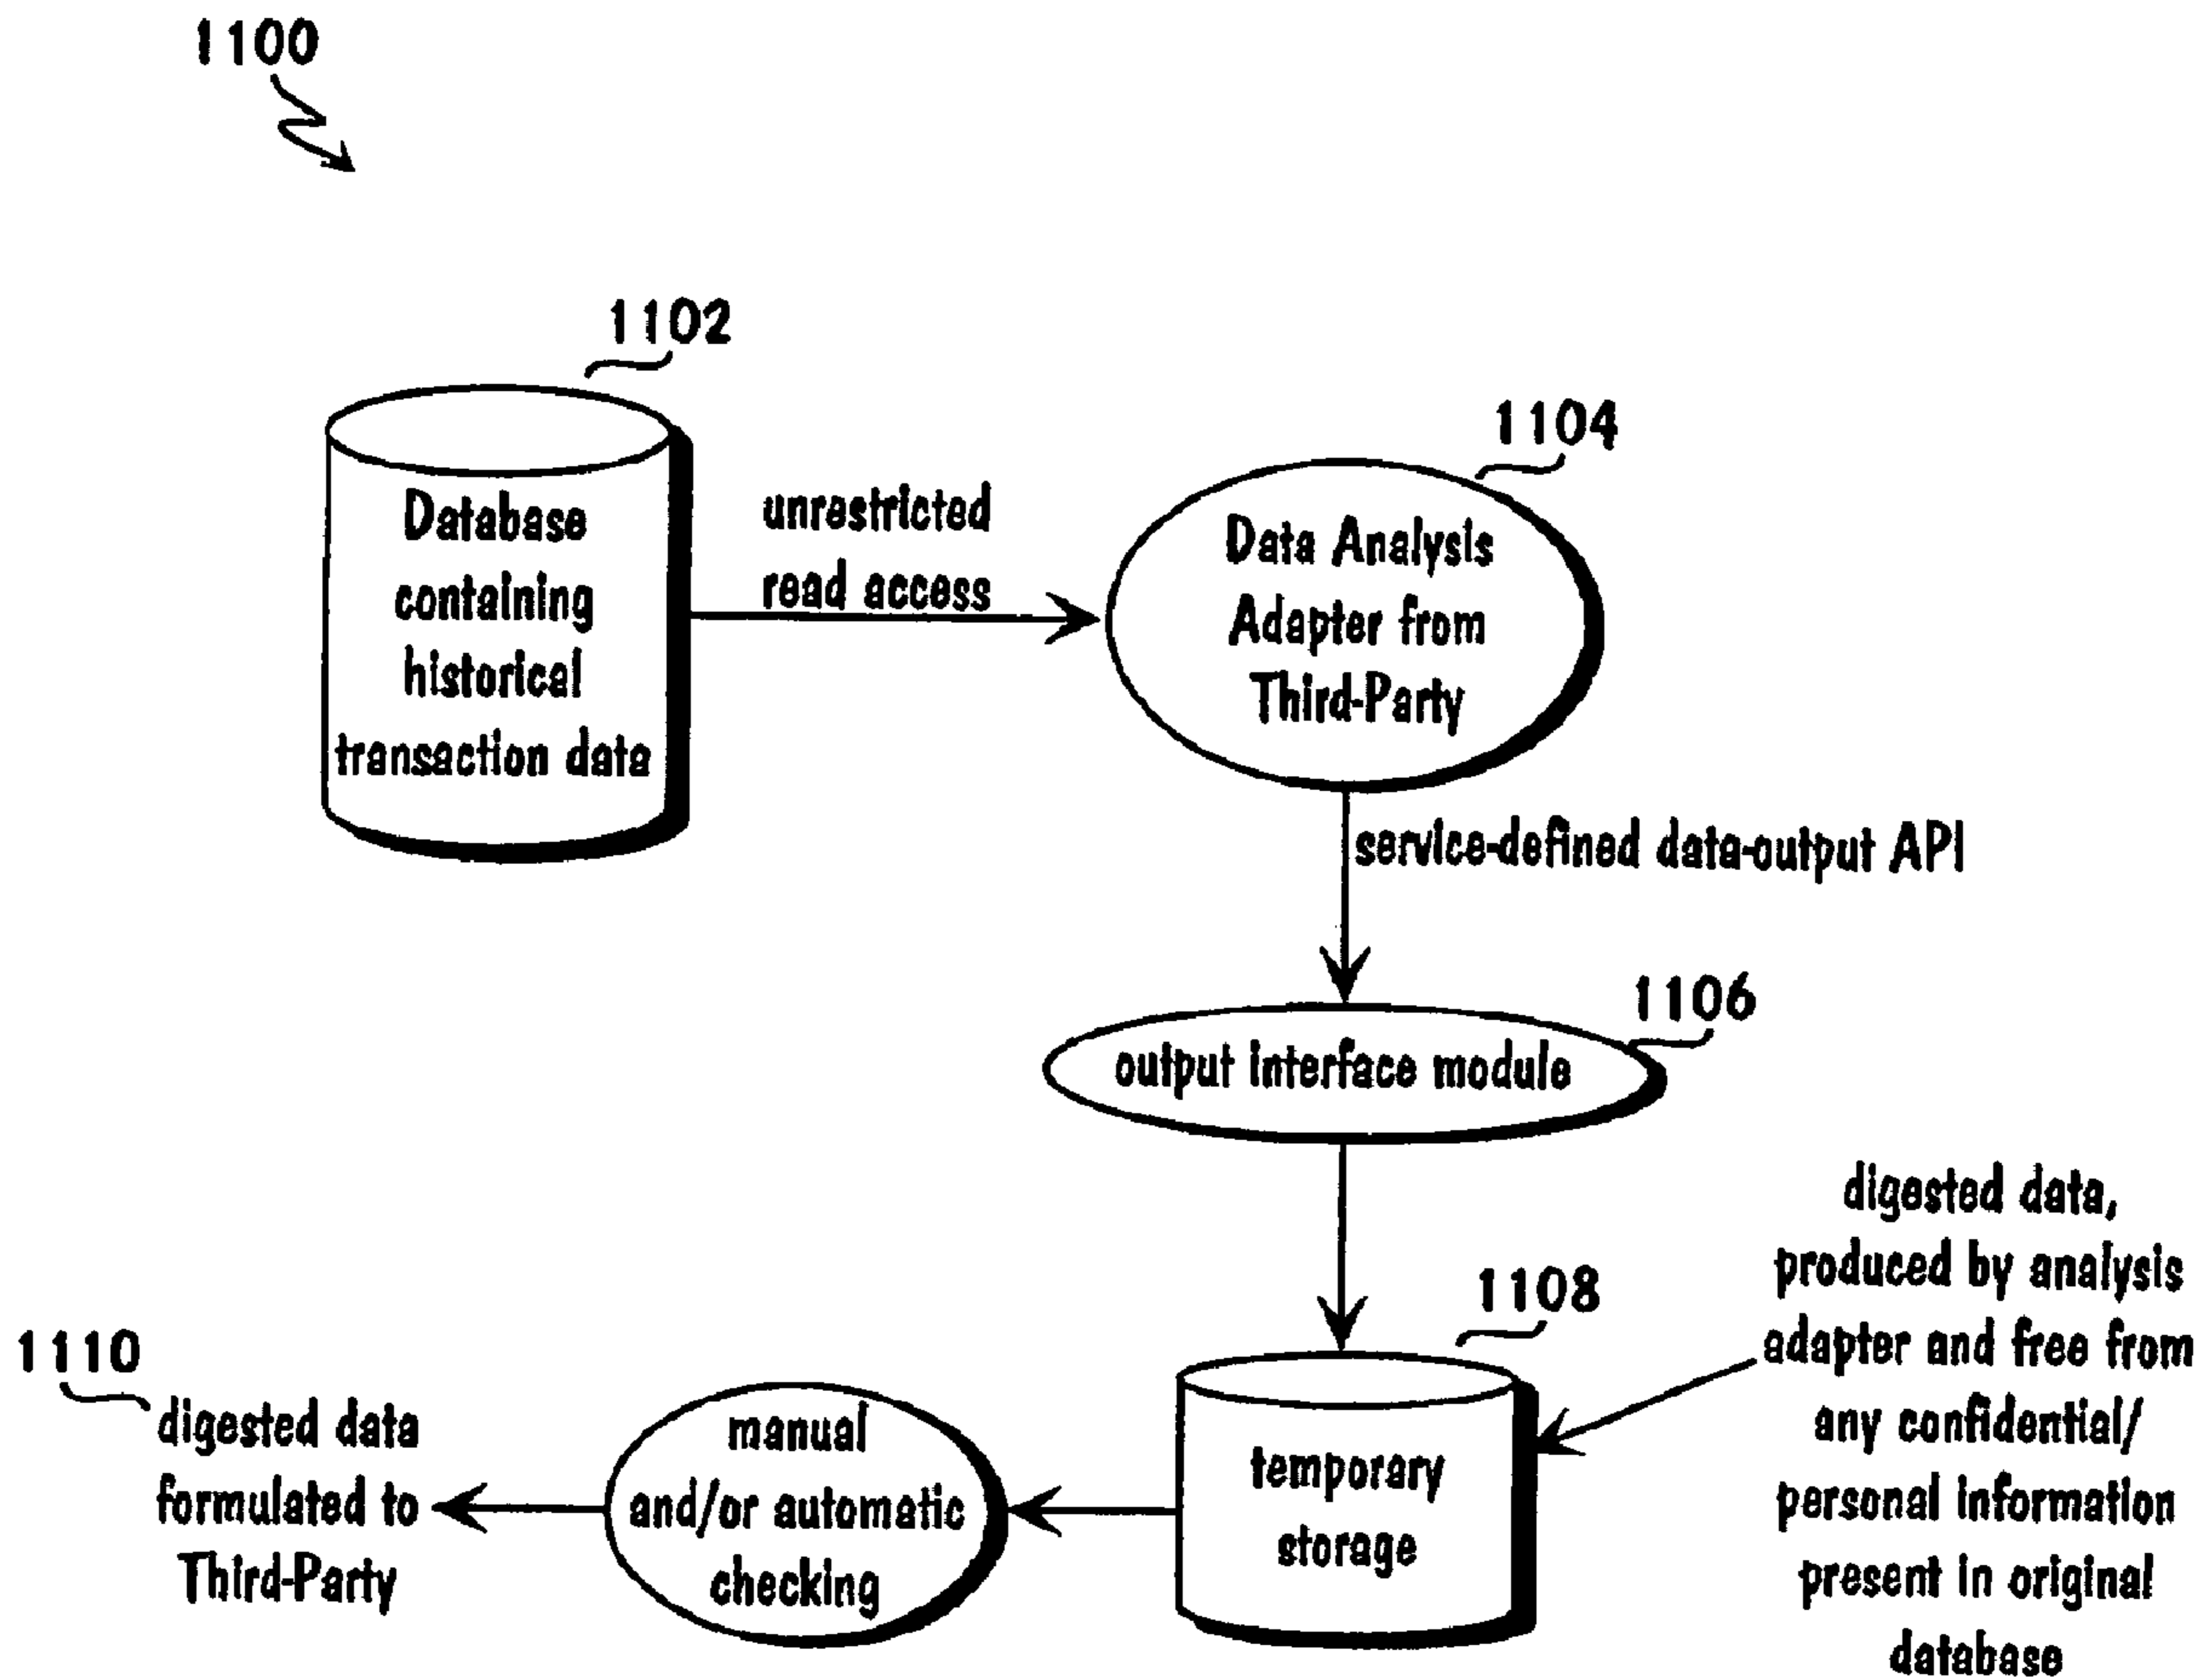 1100
1102
Database
containing
historical
transaction data
unrestricted
read access
1104
Data Analysis
Adapter from
Third-Party
service-defined data-output API
1106
output interface module
1108
temporary
storage
digested data,
produced by analysis
adapter and free from
any confidential/
personal information
present in original
database
manual
and/or automatic
checking
1110
digested data
formulated to
Third-Party